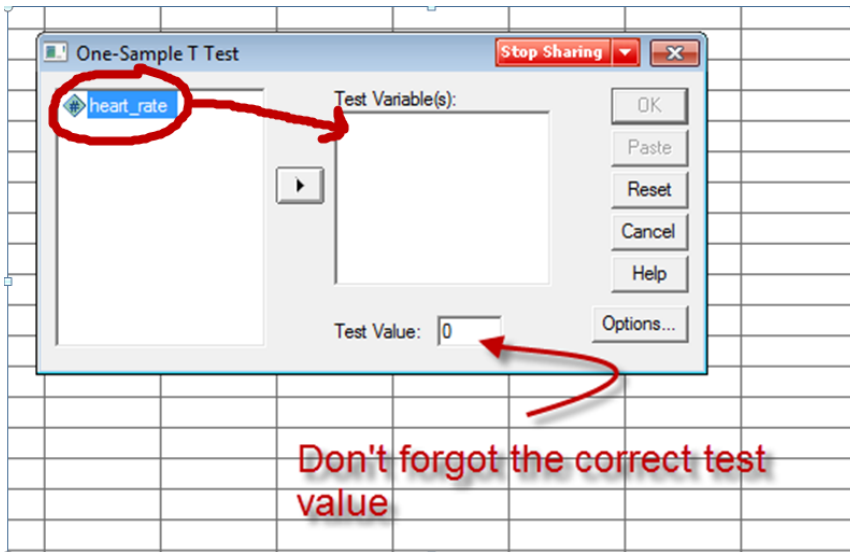 One-Sample T Test
Stop Sharing
heart_rate
Test Variable(s):
OK
Paste
Reset
Cancel
Help
Test Value: 0
Options...
Don't forgot the correct test
value